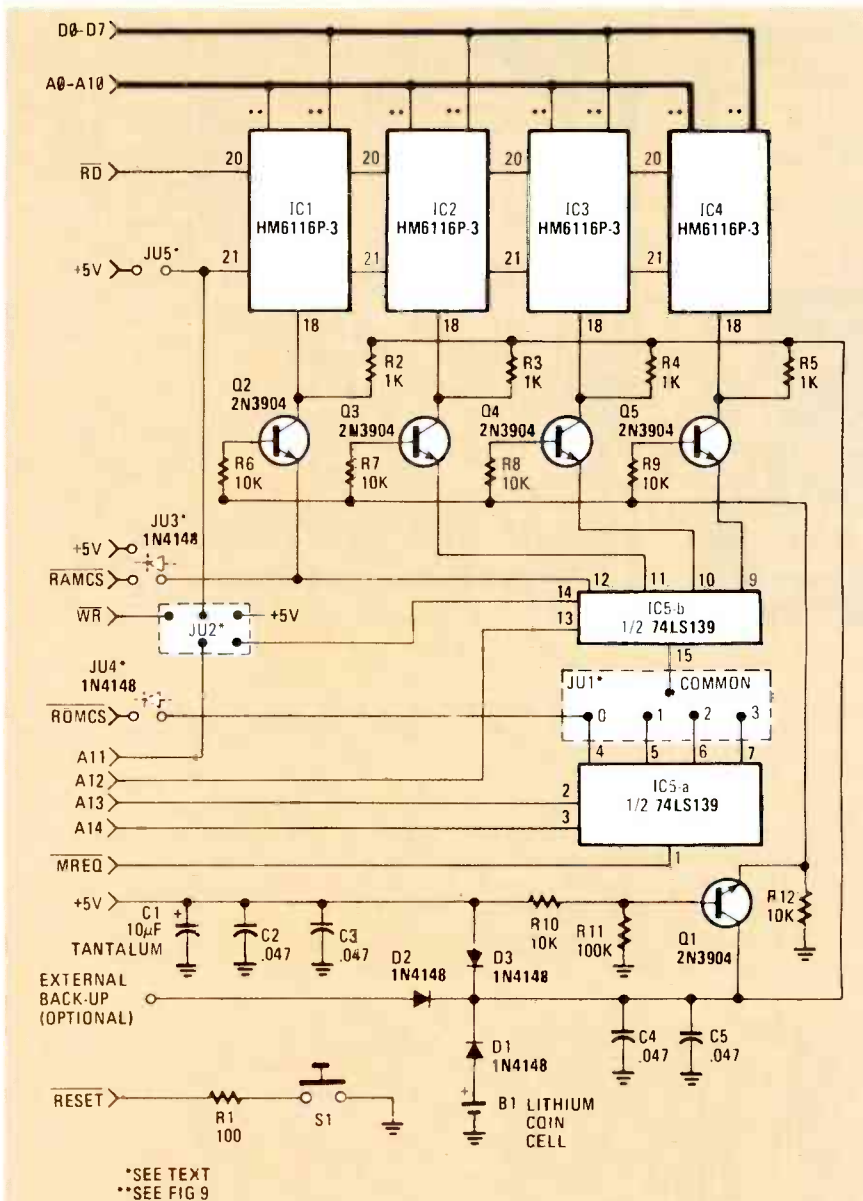 D0-D7
A0-A10
** ** ** ** ** ** ** **
RD
20 20 20 20
IC1 HM6116P-3
IC2 HM6116P-3
IC3 HM6116P-3
IC4 HM6116P-3
+5V
JU5*
21 21 21 21
18 18 18 18
R2 1K
R3 1K
R4 1K
R5 1K
Q2 2N3904
Q3 2N3904
Q4 2N3904
Q5 2N3904
R6 10K
R7 10K
R8 10K
R9 10K
JU3*
1N4148
+5V
RAMCS
12 11 10 9
14
13
IC5-b
1/2 74LS139
15
WR
JU2*
+5V
JU4*
1N4148
ROMCS
JU1*
COMMON
0 1 2 3
4 5 6 7
A11
A12
A13
A14
2
3
IC5-a
1/2 74LS139
1
MREQ
+5V
C1 10µF
TANTALUM
C2 .047
C3 .047
D3 1N4148
R10 10K
R11 100K
Q1 2N3904
R12 10K
EXTERNAL
BACK-UP
(OPTIONAL)
D2 1N4148
D1 1N4148
C4 .047
C5 .047
+
B1 LITHIUM
COIN
CELL
RESET
R1 100
S1
*SEE TEXT
**SEE FIG 9